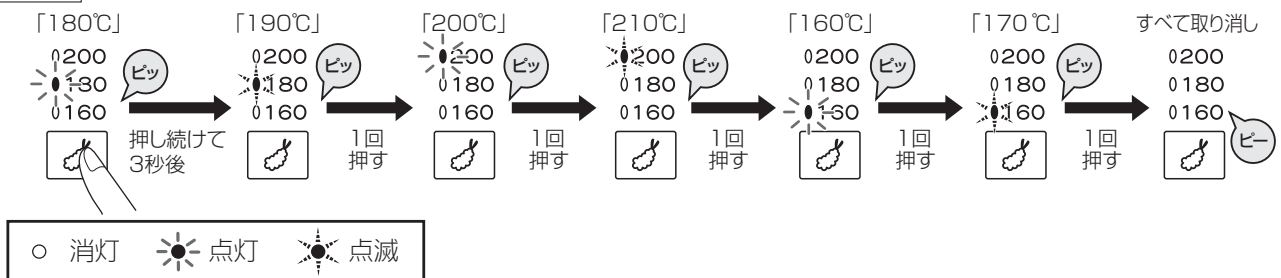 「180℃」 「190℃」 「200℃」 「210℃」 「160℃」 「170℃」 すべて取り消し
200 200 200 200 200 200 200
180 180 180 180 180 180 180
160 160 160 160 160 160 160
ピッ ピッ ピッ ピッ ピッ ピッ ピー
押し続けて 1回 1回 1回 1回 1回
3秒後 押す 押す 押す 押す 押す
消灯 点灯 点滅